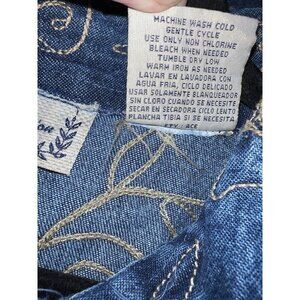 MACHINE WASH COLD
GENTLE CYCLE
USE ONLY NON CHLORINE
BLEACH WHEN NEEDED
TUMBLE DRY LOW
WARM IRON AS NEEDED
LAVAR EN LAVADORA CON
AGUA FRIA, CICLO DELICADO
USAR SOLAMENTE BLANQUEADOR
SIN CLORO CUANDO SE NECESITE
SECAR EN SECADORA CICLO LENTO
PLANCHA TIBIA SI SE NECESITE